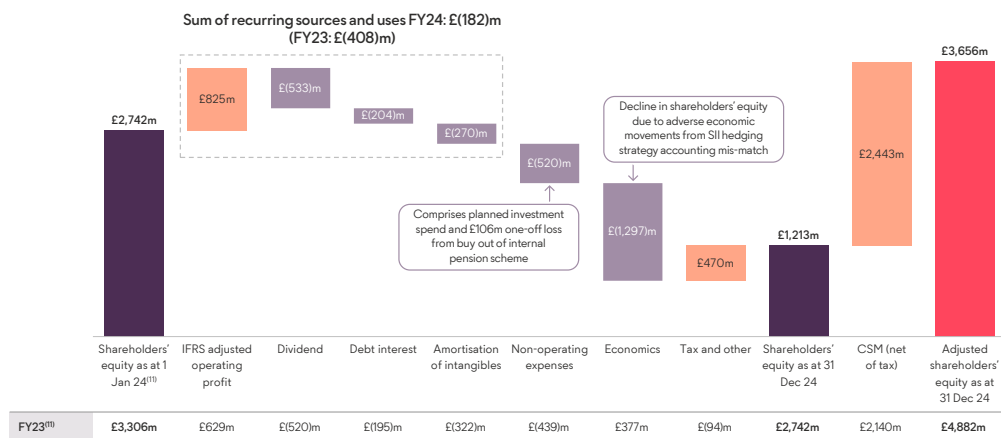 Sum of recurring sources and uses FY24: £(182)m
(FY23: £(408)m)
£2,742m
£825m
£(533)m
£(204)m
£(270)m
£(520)m
Comprises planned investment
spend and £106m one-off loss
from buy out of internal
pension scheme
Decline in shareholders' equity
due to adverse economic
movements from SII hedging
strategy accounting mis-match
£(1,297)m
£470m
£1,213m
£2,443m
£3,656m
Shareholders'
equity as at 1
Jan 24(11)
IFRS adjusted
operating
profit
Dividend
Debt interest
Amortisation
of intangibles
Non-operating
expenses
Economics
Tax and other
Shareholders'
equity as at 31
Dec 24
CSM (net
of tax)
Adjusted
shareholders'
equity as at
31 Dec 24
FY23(11) £3,306m £629m £(520)m £(195)m £(322)m £(439)m £377m £(94)m £2,742m £2,140m £4,882m